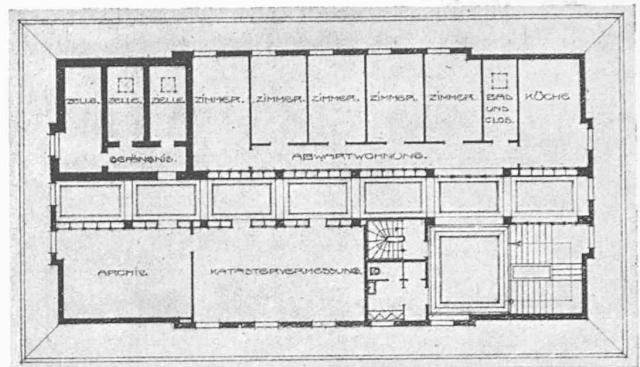 ZELLE. ZELLE. ZELLE. ZIMMER. ZIMMER. ZIMMER. ZIMMER. ZIMMER. BAD UND CLOS. KÜCHE
GEFÄNGNIS.
ABWARTWOHNUNG.
ARCHIV.
KATASTERVERMESSUNG.